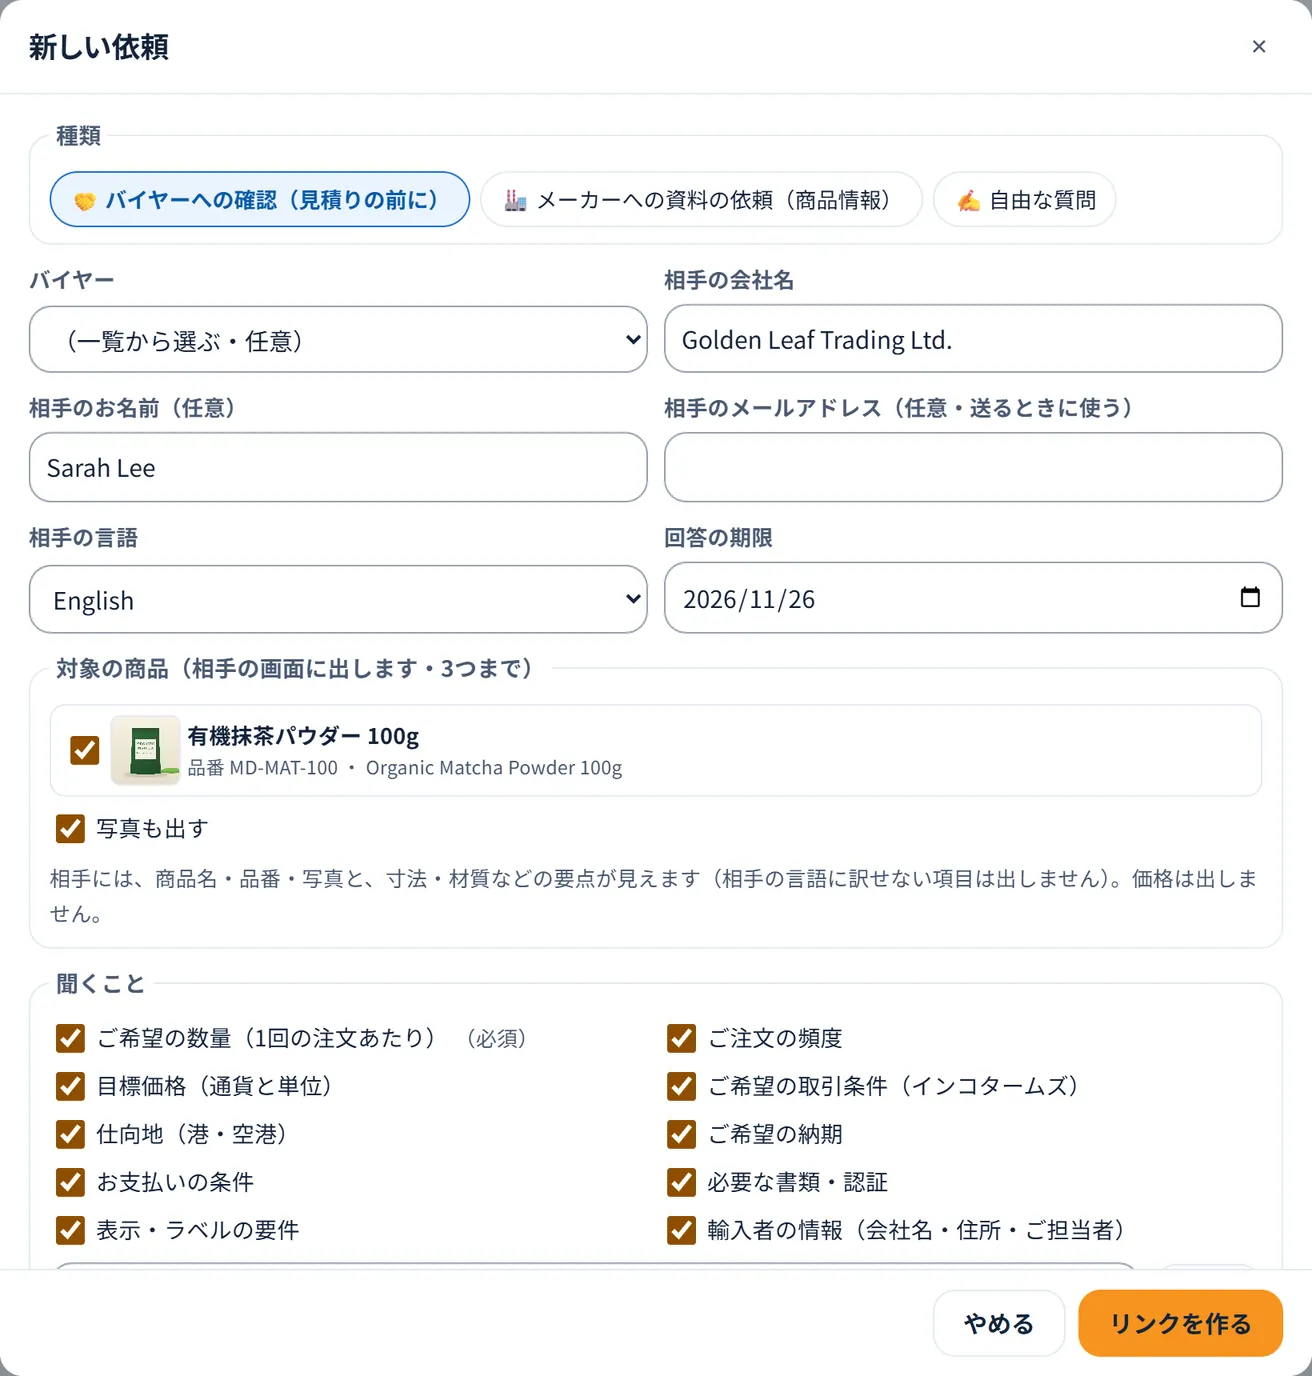 新しい依頼
×
種類
🤝 バイヤーへの確認（見積りの前に）
🏭 メーカーへの資料の依頼（商品情報）
✍️ 自由な質問
バイヤー
（一覧から選ぶ・任意）
相手の会社名
Golden Leaf Trading Ltd.
相手のお名前（任意）
Sarah Lee
相手のメールアドレス（任意・送るときに使う）
相手の言語
English
回答の期限
2026/11/26
対象の商品（相手の画面に出します・3つまで）
有機抹茶パウダー 100g
品番 MD-MAT-100 ・ Organic Matcha Powder 100g
写真も出す
相手には、商品名・品番・写真と、寸法・材質などの要点が見えます（相手の言語に訳せない項目は出しません）。価格は出しま
せん。
聞くこと
ご希望の数量（1回の注文あたり） （必須）
ご注文の頻度
目標価格（通貨と単位）
ご希望の取引条件（インコタームズ）
仕向地（港・空港）
ご希望の納期
お支払いの条件
必要な書類・認証
表示・ラベルの要件
輸入者の情報（会社名・住所・ご担当者）
やめる
リンクを作る